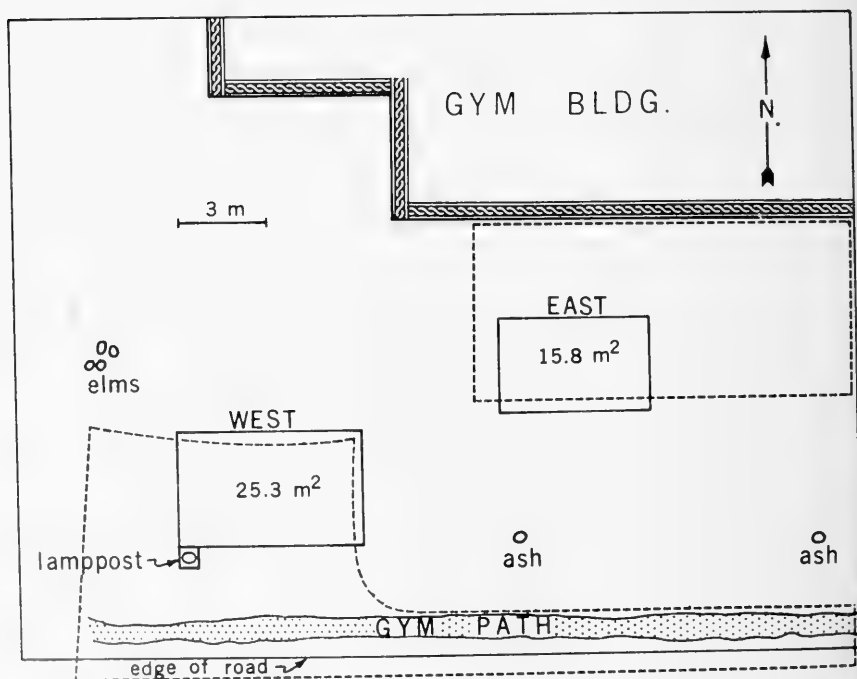 GYM BLDG.
N.
3 m
EAST
15.8 m²
elms
WEST
25.3 m²
lamppost
ash
ash
GYM PATH
edge of road